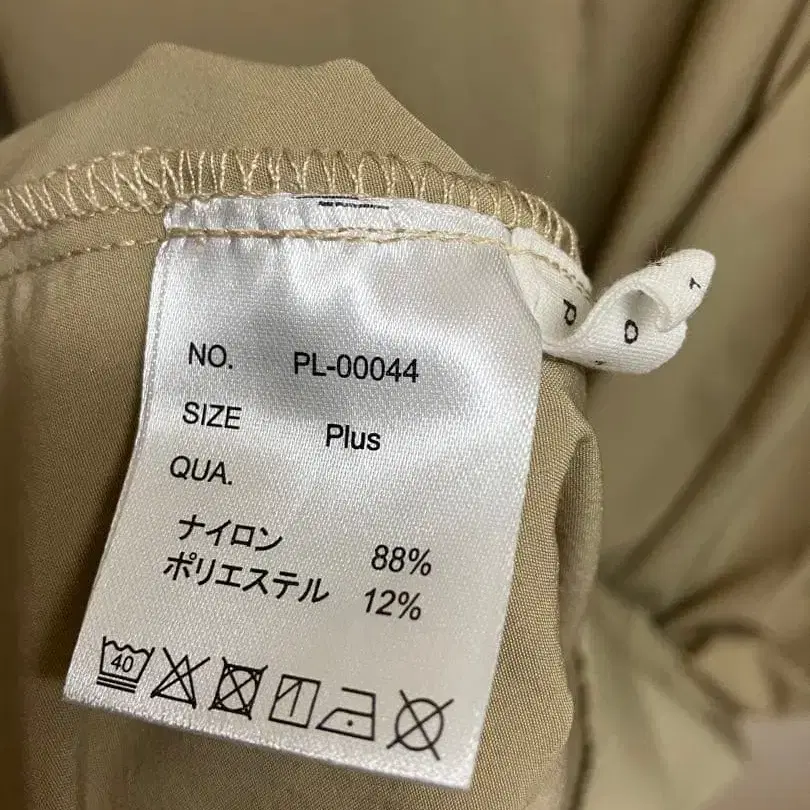 NO. PL-00044
SIZE Plus
QUA.
ナイロン 88%
ポリエステル 12%
40